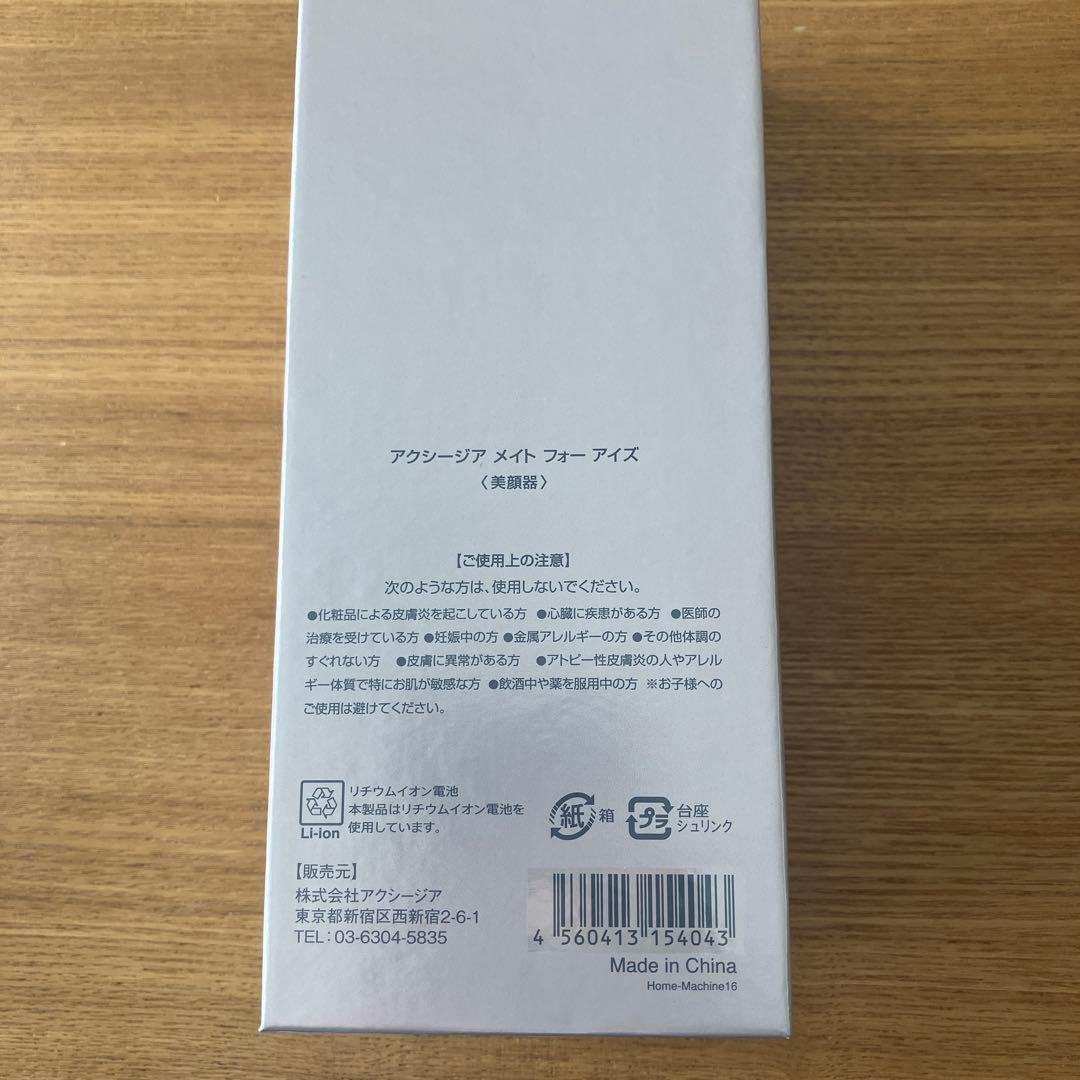 アクシージア メイト フォー アイズ
〈美顔器〉
【ご使用上の注意】
次のような方は、使用しないでください。
●化粧品による皮膚炎を起こしている方 ●心臓に疾患がある方 ●医師の
治療を受けている方 ●妊娠中の方 ●金属アレルギーの方 ●その他体調の
すぐれない方 ●皮膚に異常がある方 ●アトピー性皮膚炎の人やアレル
ギー体質で特にお肌が敏感な方 ●飲酒中や薬を服用中の方 ※お子様への
ご使用は避けてください。
リチウムイオン電池
本製品はリチウムイオン電池を
使用しています。
Li-ion
紙 箱
プラ 台座
シュリンク
【販売元】
株式会社アクシージア
東京都新宿区西新宿2-6-1
TEL：03-6304-5835
4 560413 154043
Made in China
Home-Machine16